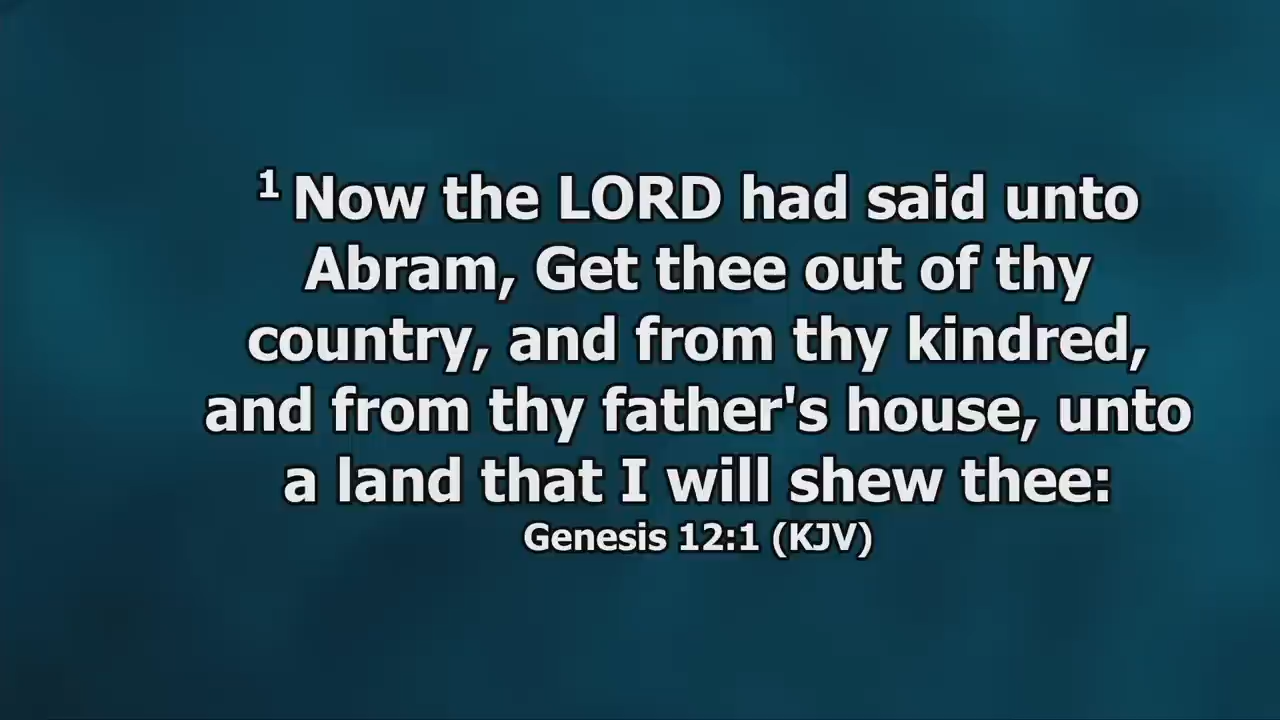 1 Now the LORD had said unto
Abram, Get thee out of thy
country, and from thy kindred,
and from thy father's house, unto
a land that I will shew thee:
Genesis 12:1 (KJV)